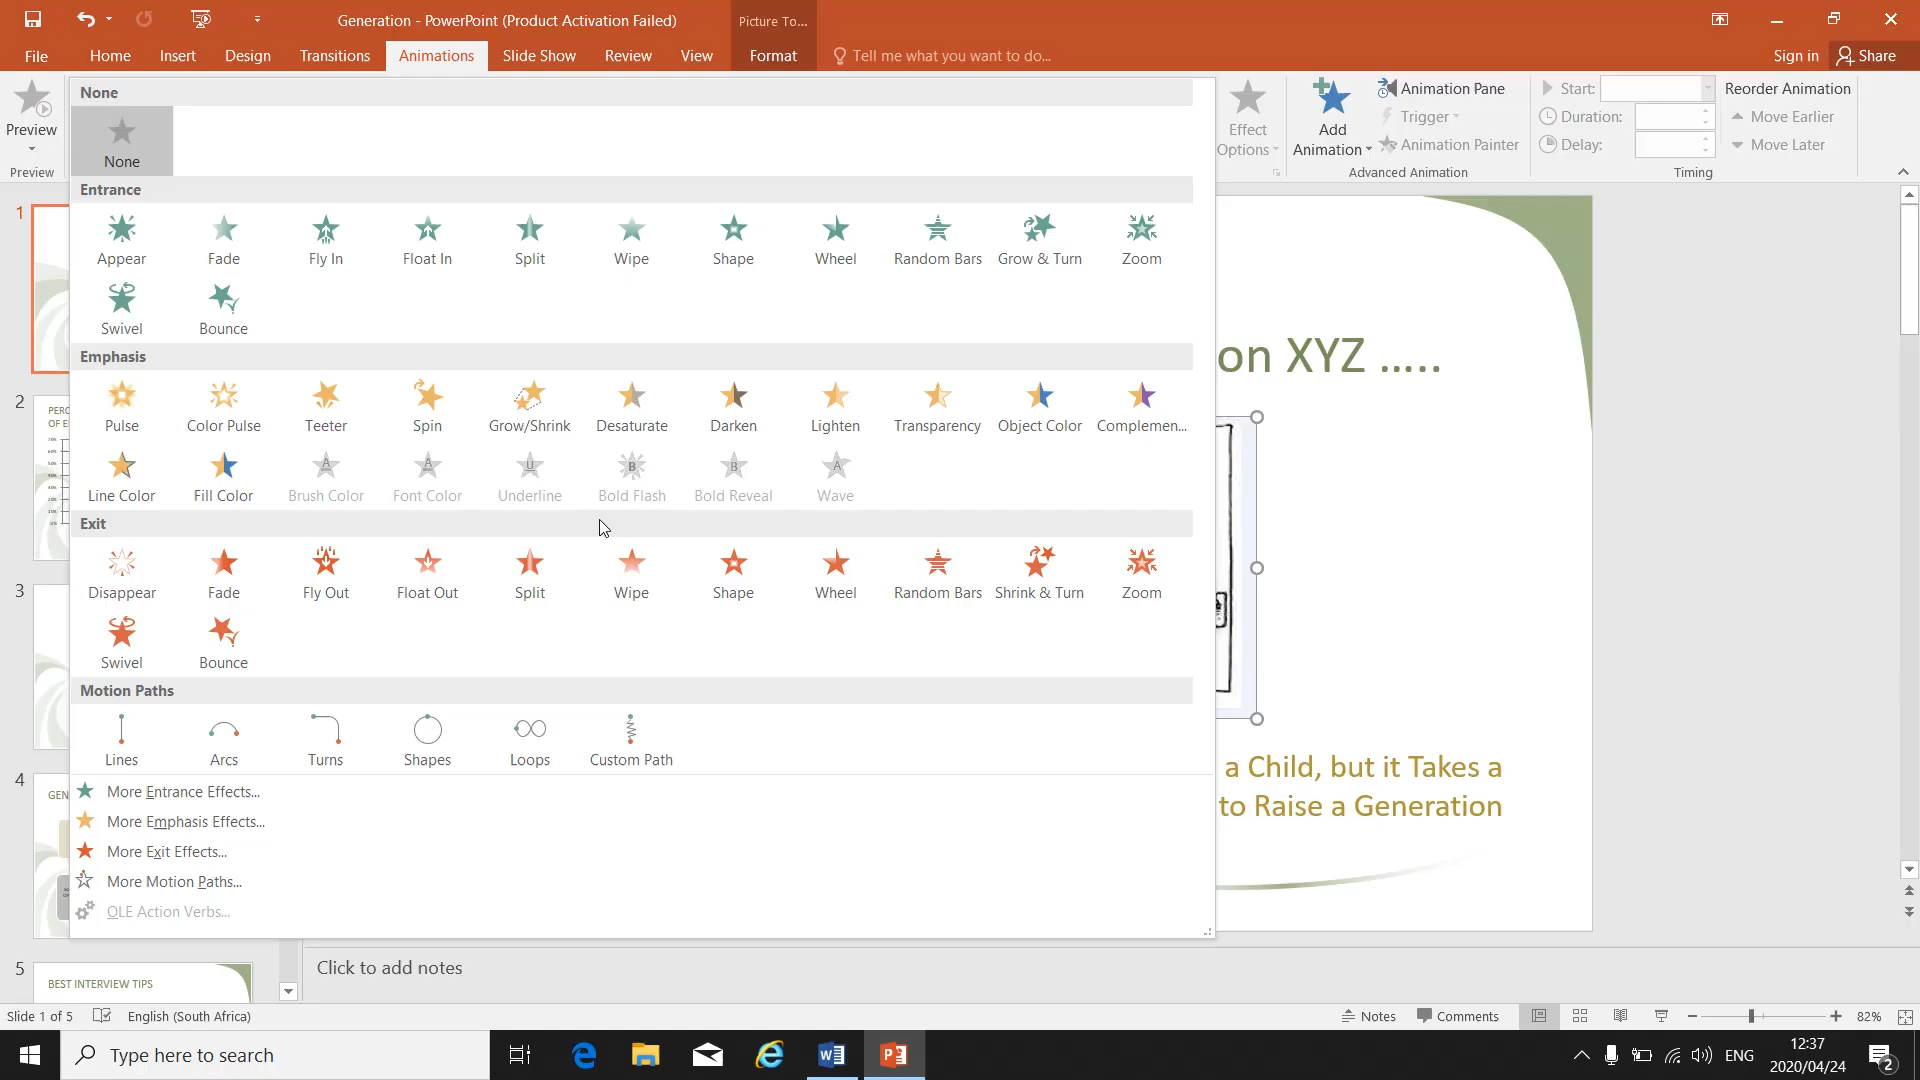 Generation - PowerPoint (Product Activation Failed)
Picture To...
File
Home
Insert
Design
Transitions
Animations
Slide Show
Review
View
Format
Tell me what you want to do...
Sign in
Share
Preview
Preview
None
None
Entrance
Appear
Fade
Fly In
Float In
Split
Wipe
Shape
Wheel
Random Bars
Grow & Turn
Zoom
Swivel
Bounce
Emphasis
Pulse
Color Pulse
Teeter
Spin
Grow/Shrink
Desaturate
Darken
Lighten
Transparency
Object Color
Complemen...
Line Color
Fill Color
Brush Color
Font Color
Underline
Bold Flash
Bold Reveal
Wave
Exit
Disappear
Fade
Fly Out
Float Out
Split
Wipe
Shape
Wheel
Random Bars
Shrink & Turn
Zoom
Swivel
Bounce
Motion Paths
Lines
Arcs
Turns
Shapes
Loops
Custom Path
More Entrance Effects...
More Emphasis Effects...
More Exit Effects...
More Motion Paths...
OLE Action Verbs...
Effect
Options
Add
Animation
Animation Pane
Trigger
Animation Painter
Advanced Animation
Start:
Duration:
Delay:
Reorder Animation
Move Earlier
Move Later
Timing
1
2
3
4
5
PERC
OF E
GEN
BEST INTERVIEW TIPS
on XYZ .....
a Child, but it Takes a
to Raise a Generation
Click to add notes
Slide 1 of 5
English (South Africa)
Notes
Comments
82%
Type here to search
ENG
12:37
2020/04/24
2